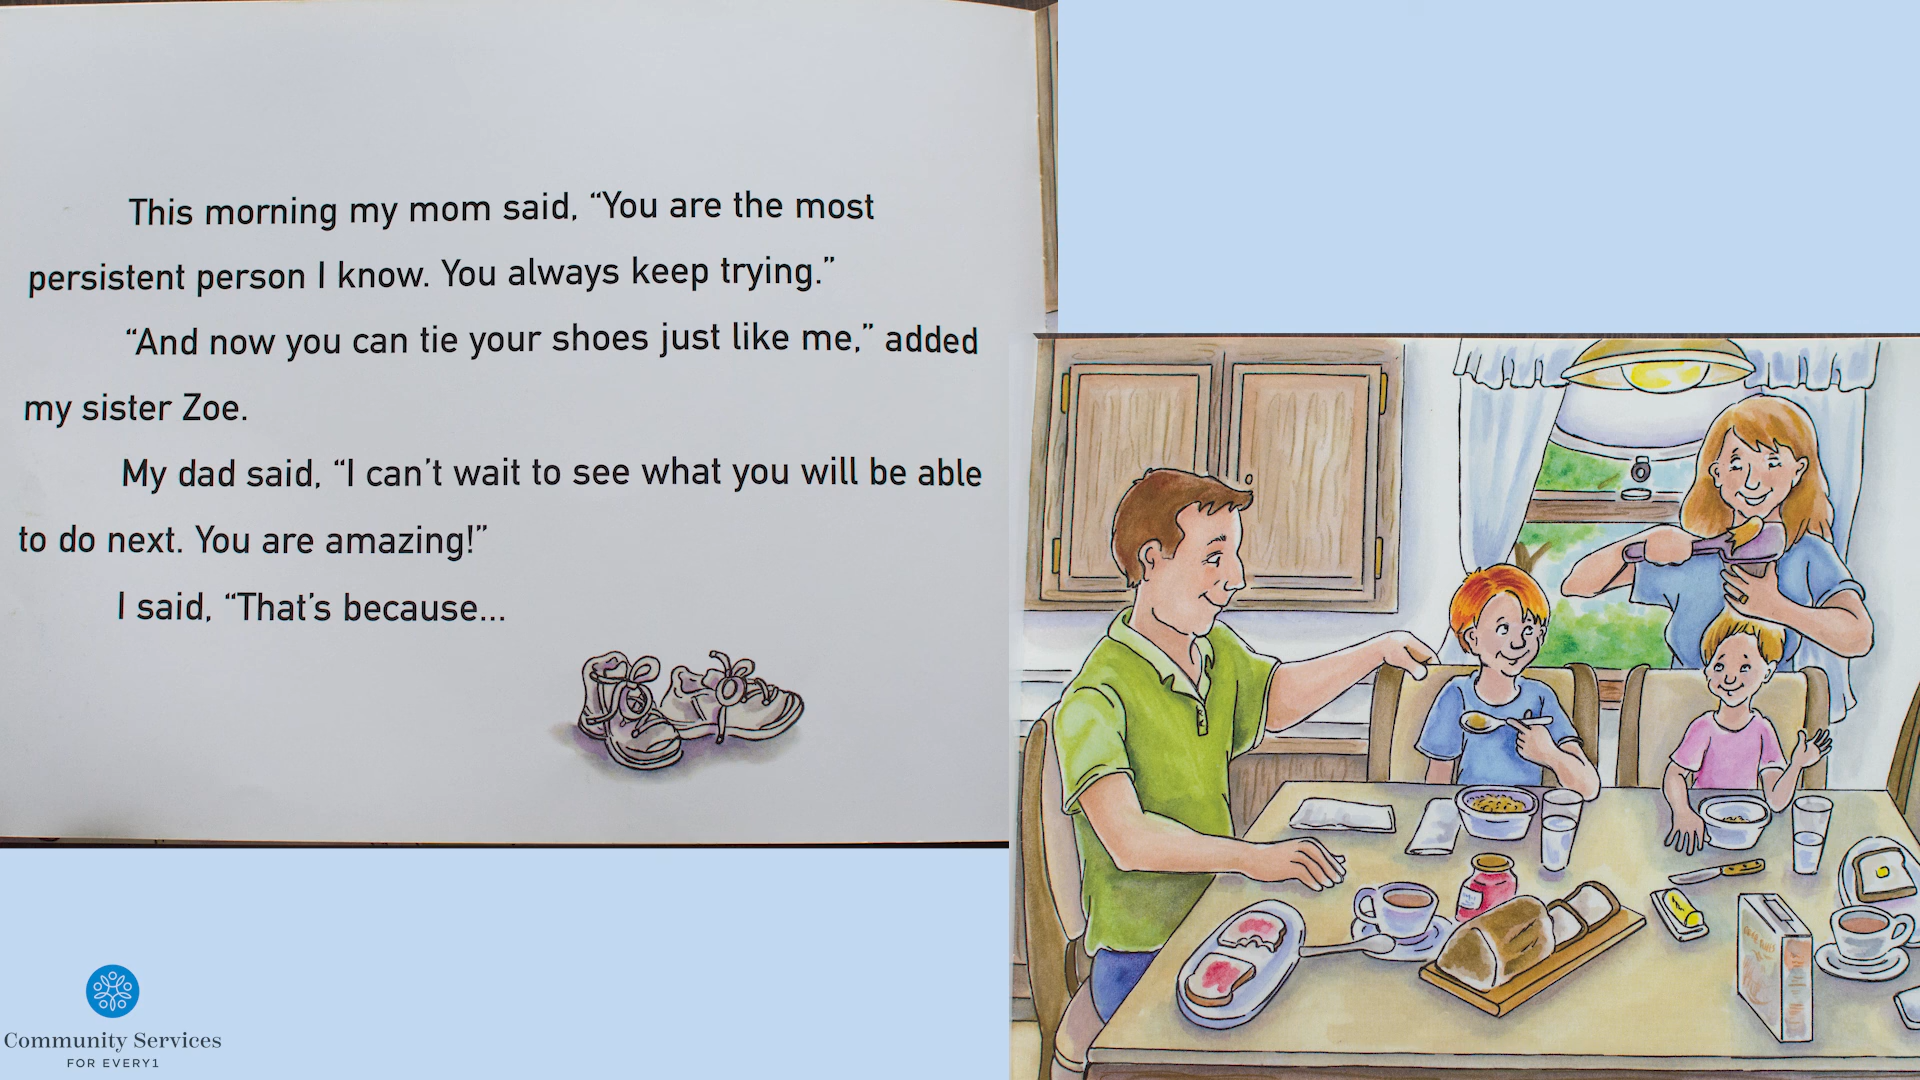 This morning my mom said, “You are the most
persistent person I know. You always keep trying.”
“And now you can tie your shoes just like me,” added
my sister Zoe.
My dad said, “I can’t wait to see what you will be able
to do next. You are amazing!”
I said, “That’s because...
Community Services
FOR EVERY1